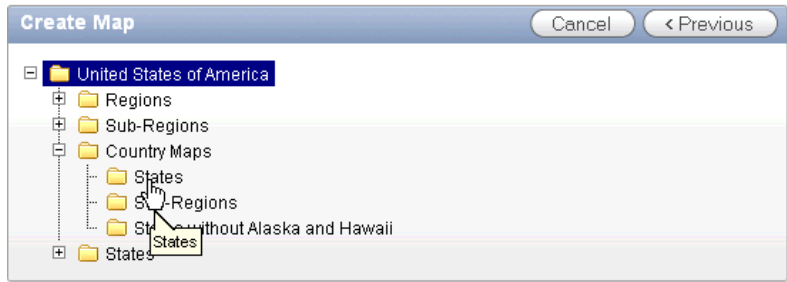 Create Map
Cancel
< Previous
United States of America
Regions
Sub-Regions
Country Maps
States
-Regions
without Alaska and Hawaii
States
States